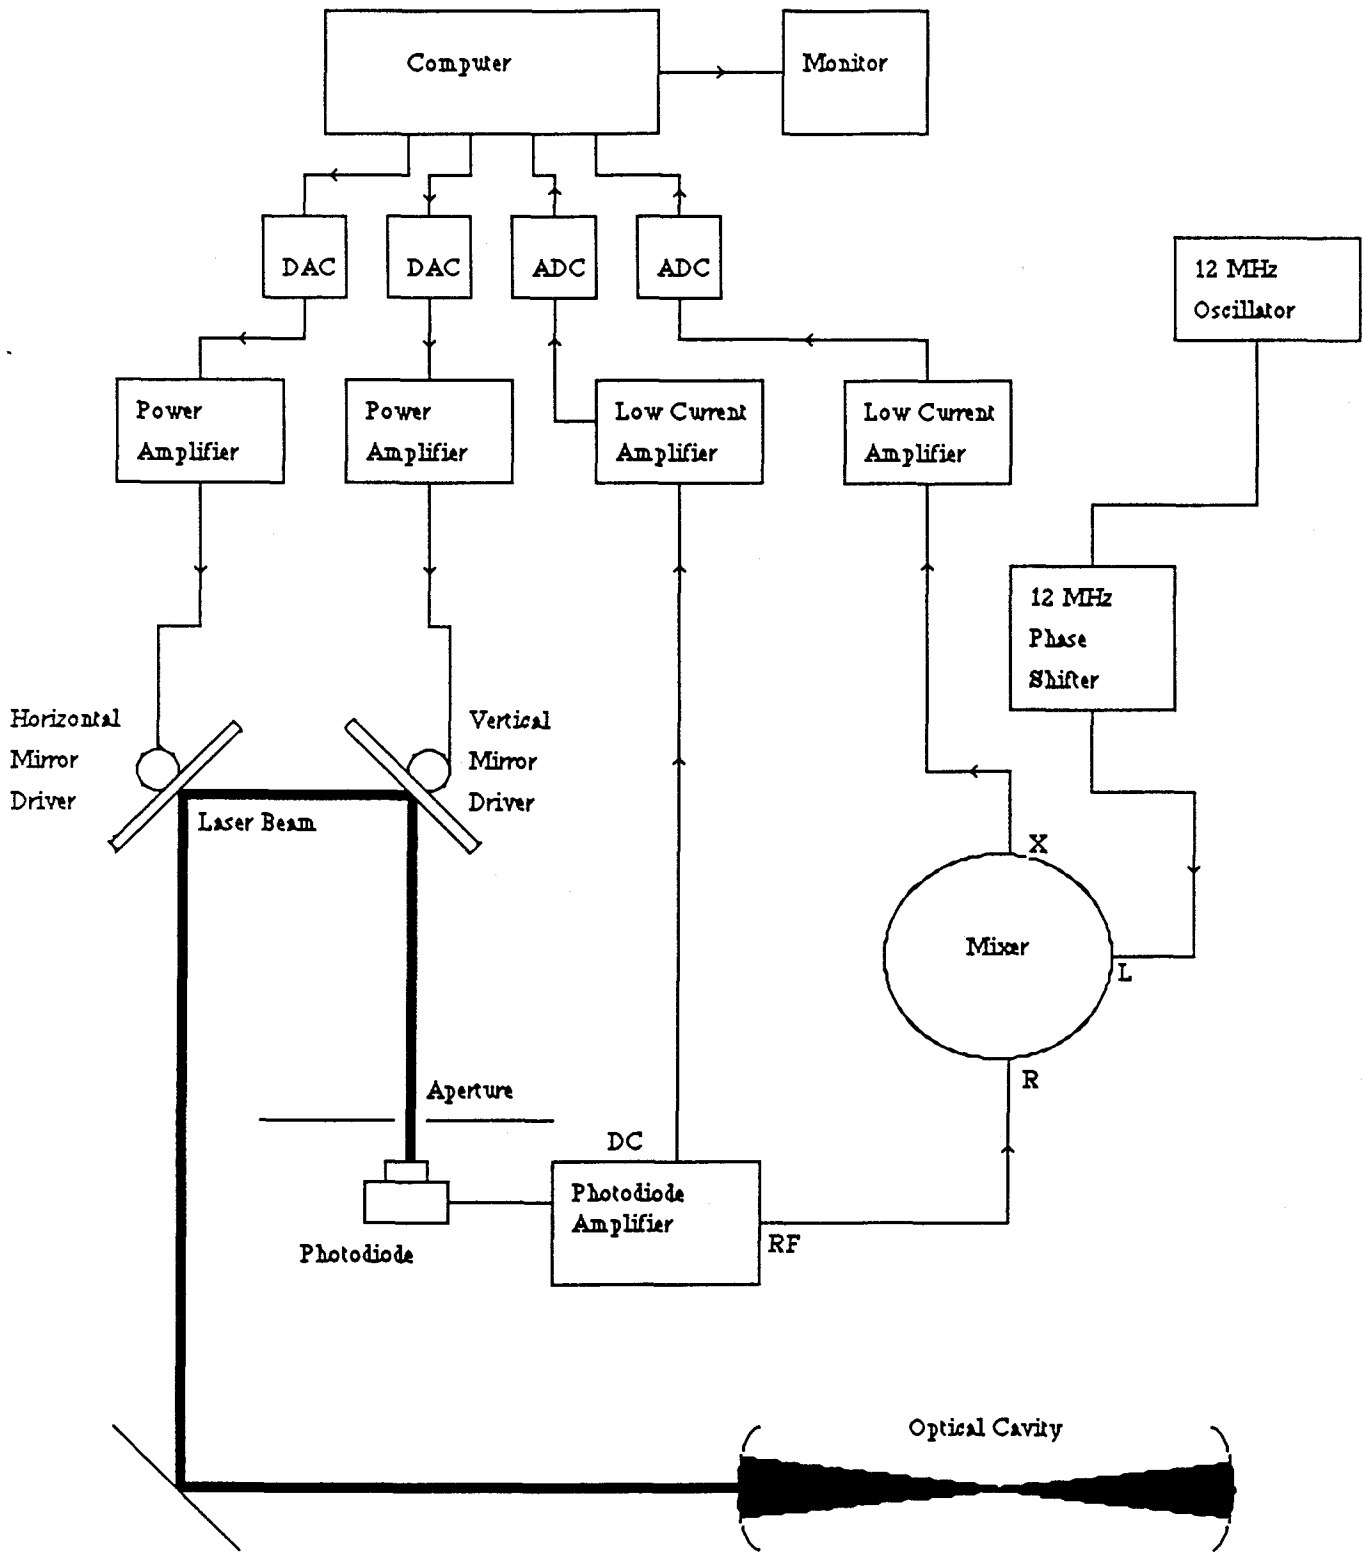 Computer
Monitor
DAC
DAC
ADC
ADC
12 MHz
Oscillator
Power
Amplifier
Power
Amplifier
Low Current
Amplifier
Low Current
Amplifier
12 MHz
Phase
Shifter
Horizontal
Mirror
Driver
Vertical
Mirror
Driver
Laser Beam
X
Mixer
L
R
Aperture
DC
Photodiode
Amplifier
RF
Photodiode
Optical Cavity